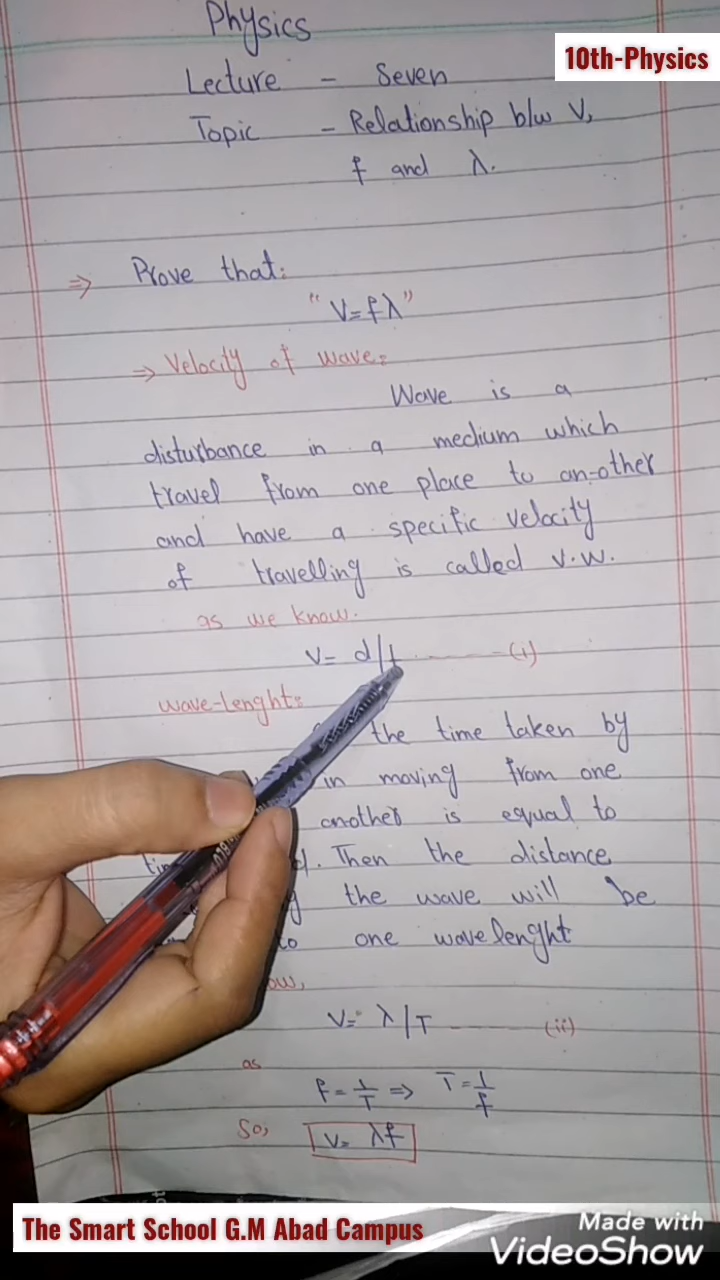 Physics
10th-Physics
Lecture - Seven
Topic - Relationship b/w V,
f and λ.
⇒ Prove that:
"V=fλ"
⇒ Velocity of wave:
Wave is a
disturbance in a medium which
travel from one place to an-other
and have a specific velocity
of travelling is called v.w.
as we know.
V= d/t ------ (i)
wave-lenght:
the time taken by
in moving from one
another is equal to
Then the distance
the wave will be
to one wavelenght
V= λ/T ------ (ii)
as
f = 1/T ⇒ T = 1/f
So, V= λf
The Smart School G.M Abad Campus
Made with
VideoShow